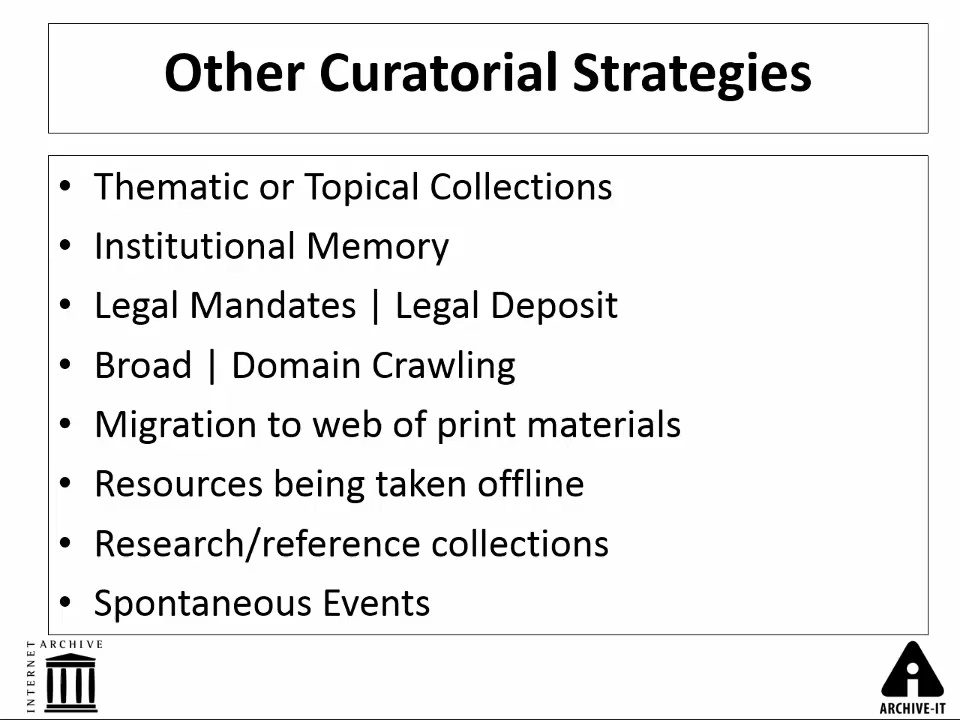 Other Curatorial Strategies
• Thematic or Topical Collections
• Institutional Memory
• Legal Mandates | Legal Deposit
• Broad | Domain Crawling
• Migration to web of print materials
• Resources being taken offline
• Research/reference collections
• Spontaneous Events
INTERNET ARCHIVE
ARCHIVE-IT